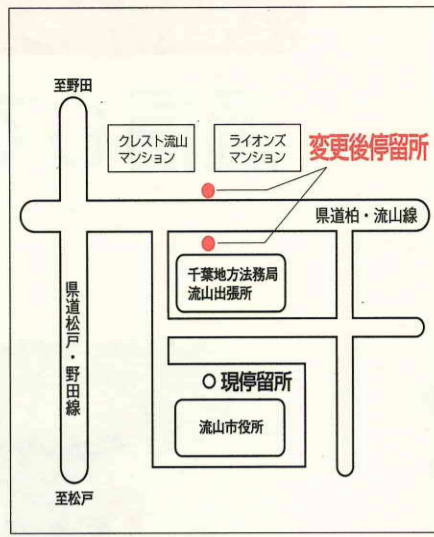 至野田
クレスト流山
マンション
ライオンズ
マンション
変更後停留所
県道柏・流山線
千葉地方法務局
流山出張所
県道松戸・野田線
現停留所
流山市役所
至松戸